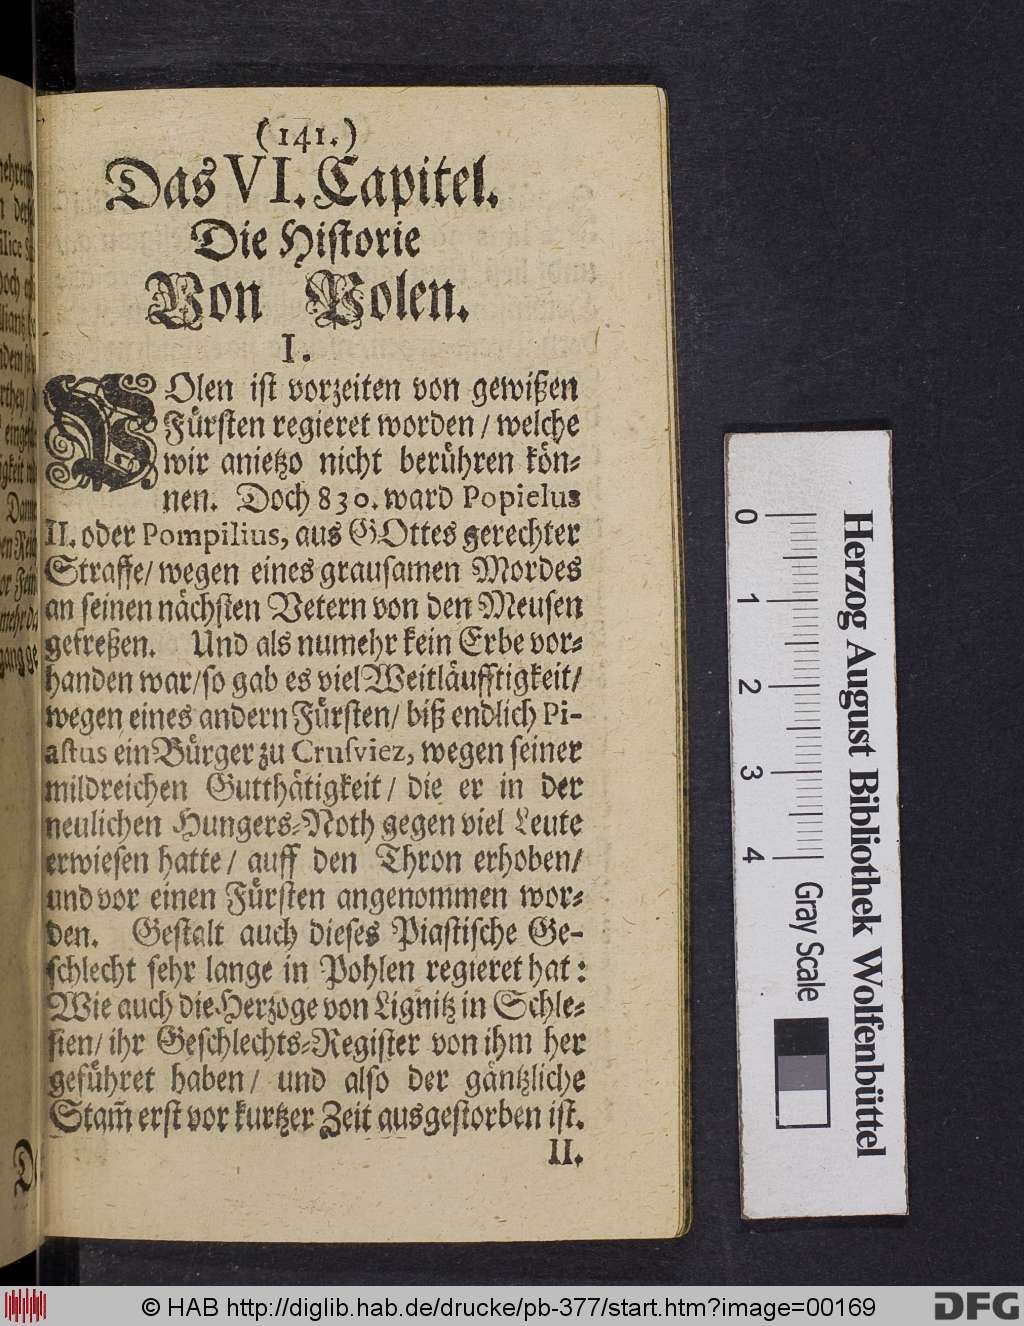 (141.)
Das VI. Capitel.
Die Historie
Von Polen.
I.
POlen ist vorzeiten von gewißen
Fürsten regieret worden / welche
wir anietzo nicht berühren kön-
nen. Doch 830. ward Popielus
II. oder Pompilius, aus GOttes gerechter
Straffe / wegen eines grausamen Mordes
an seinen nächsten Vetern von den Meusen
gefreßen. Und als numehr kein Erbe vor-
handen war / so gab es viel Weitläufftigkeit /
wegen eines andern Fürsten / biß endlich Pi-
astus ein Bürger zu Crusviez, wegen seiner
mildreichen Gutthätigkeit / die er in der
neulichen Hungers-Noth gegen viel Leute
erwiesen hatte / auff den Thron erhoben /
und vor einen Fürsten angenommen wor-
den. Gestalt auch dieses Piastische Ge-
schlecht sehr lange in Pohlen regieret hat :
Wie auch die Herzoge von Lignitz in Schle-
sien / ihr Geschlechts-Register von ihm her
geführet haben / und also der gäntzliche
Stam̃ erst vor kurtzer Zeit ausgestorben ist.
II.
0
1
2
3
4
Gray Scale
Herzog August Bibliothek Wolfenbüttel
© HAB http://diglib.hab.de/drucke/pb-377/start.htm?image=00169
DFG